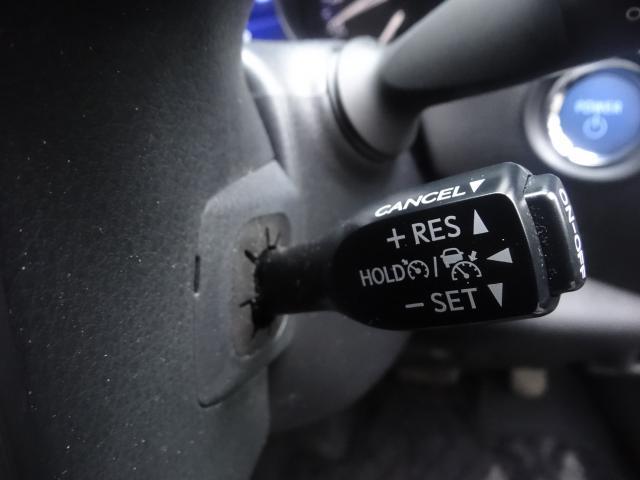 CANCEL▼
+ RES ▲
HOLD / ◀
− SET ▼
ON-OFF
POWER